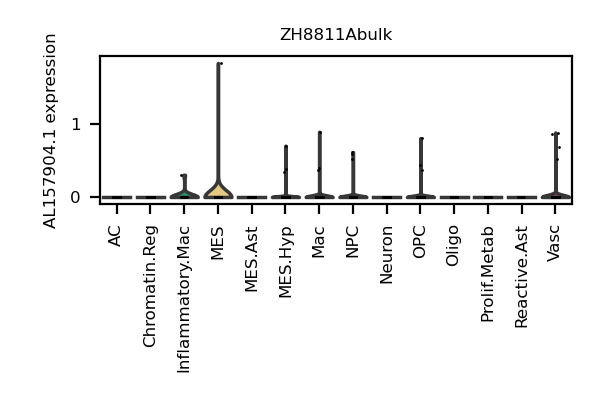 ZH8811Abulk
AL157904.1 expression
1
0
AC
Chromatin.Reg
Inflammatory.Mac
MES
MES.Ast
MES.Hyp
Mac
NPC
Neuron
OPC
Oligo
Prolif.Metab
Reactive.Ast
Vasc